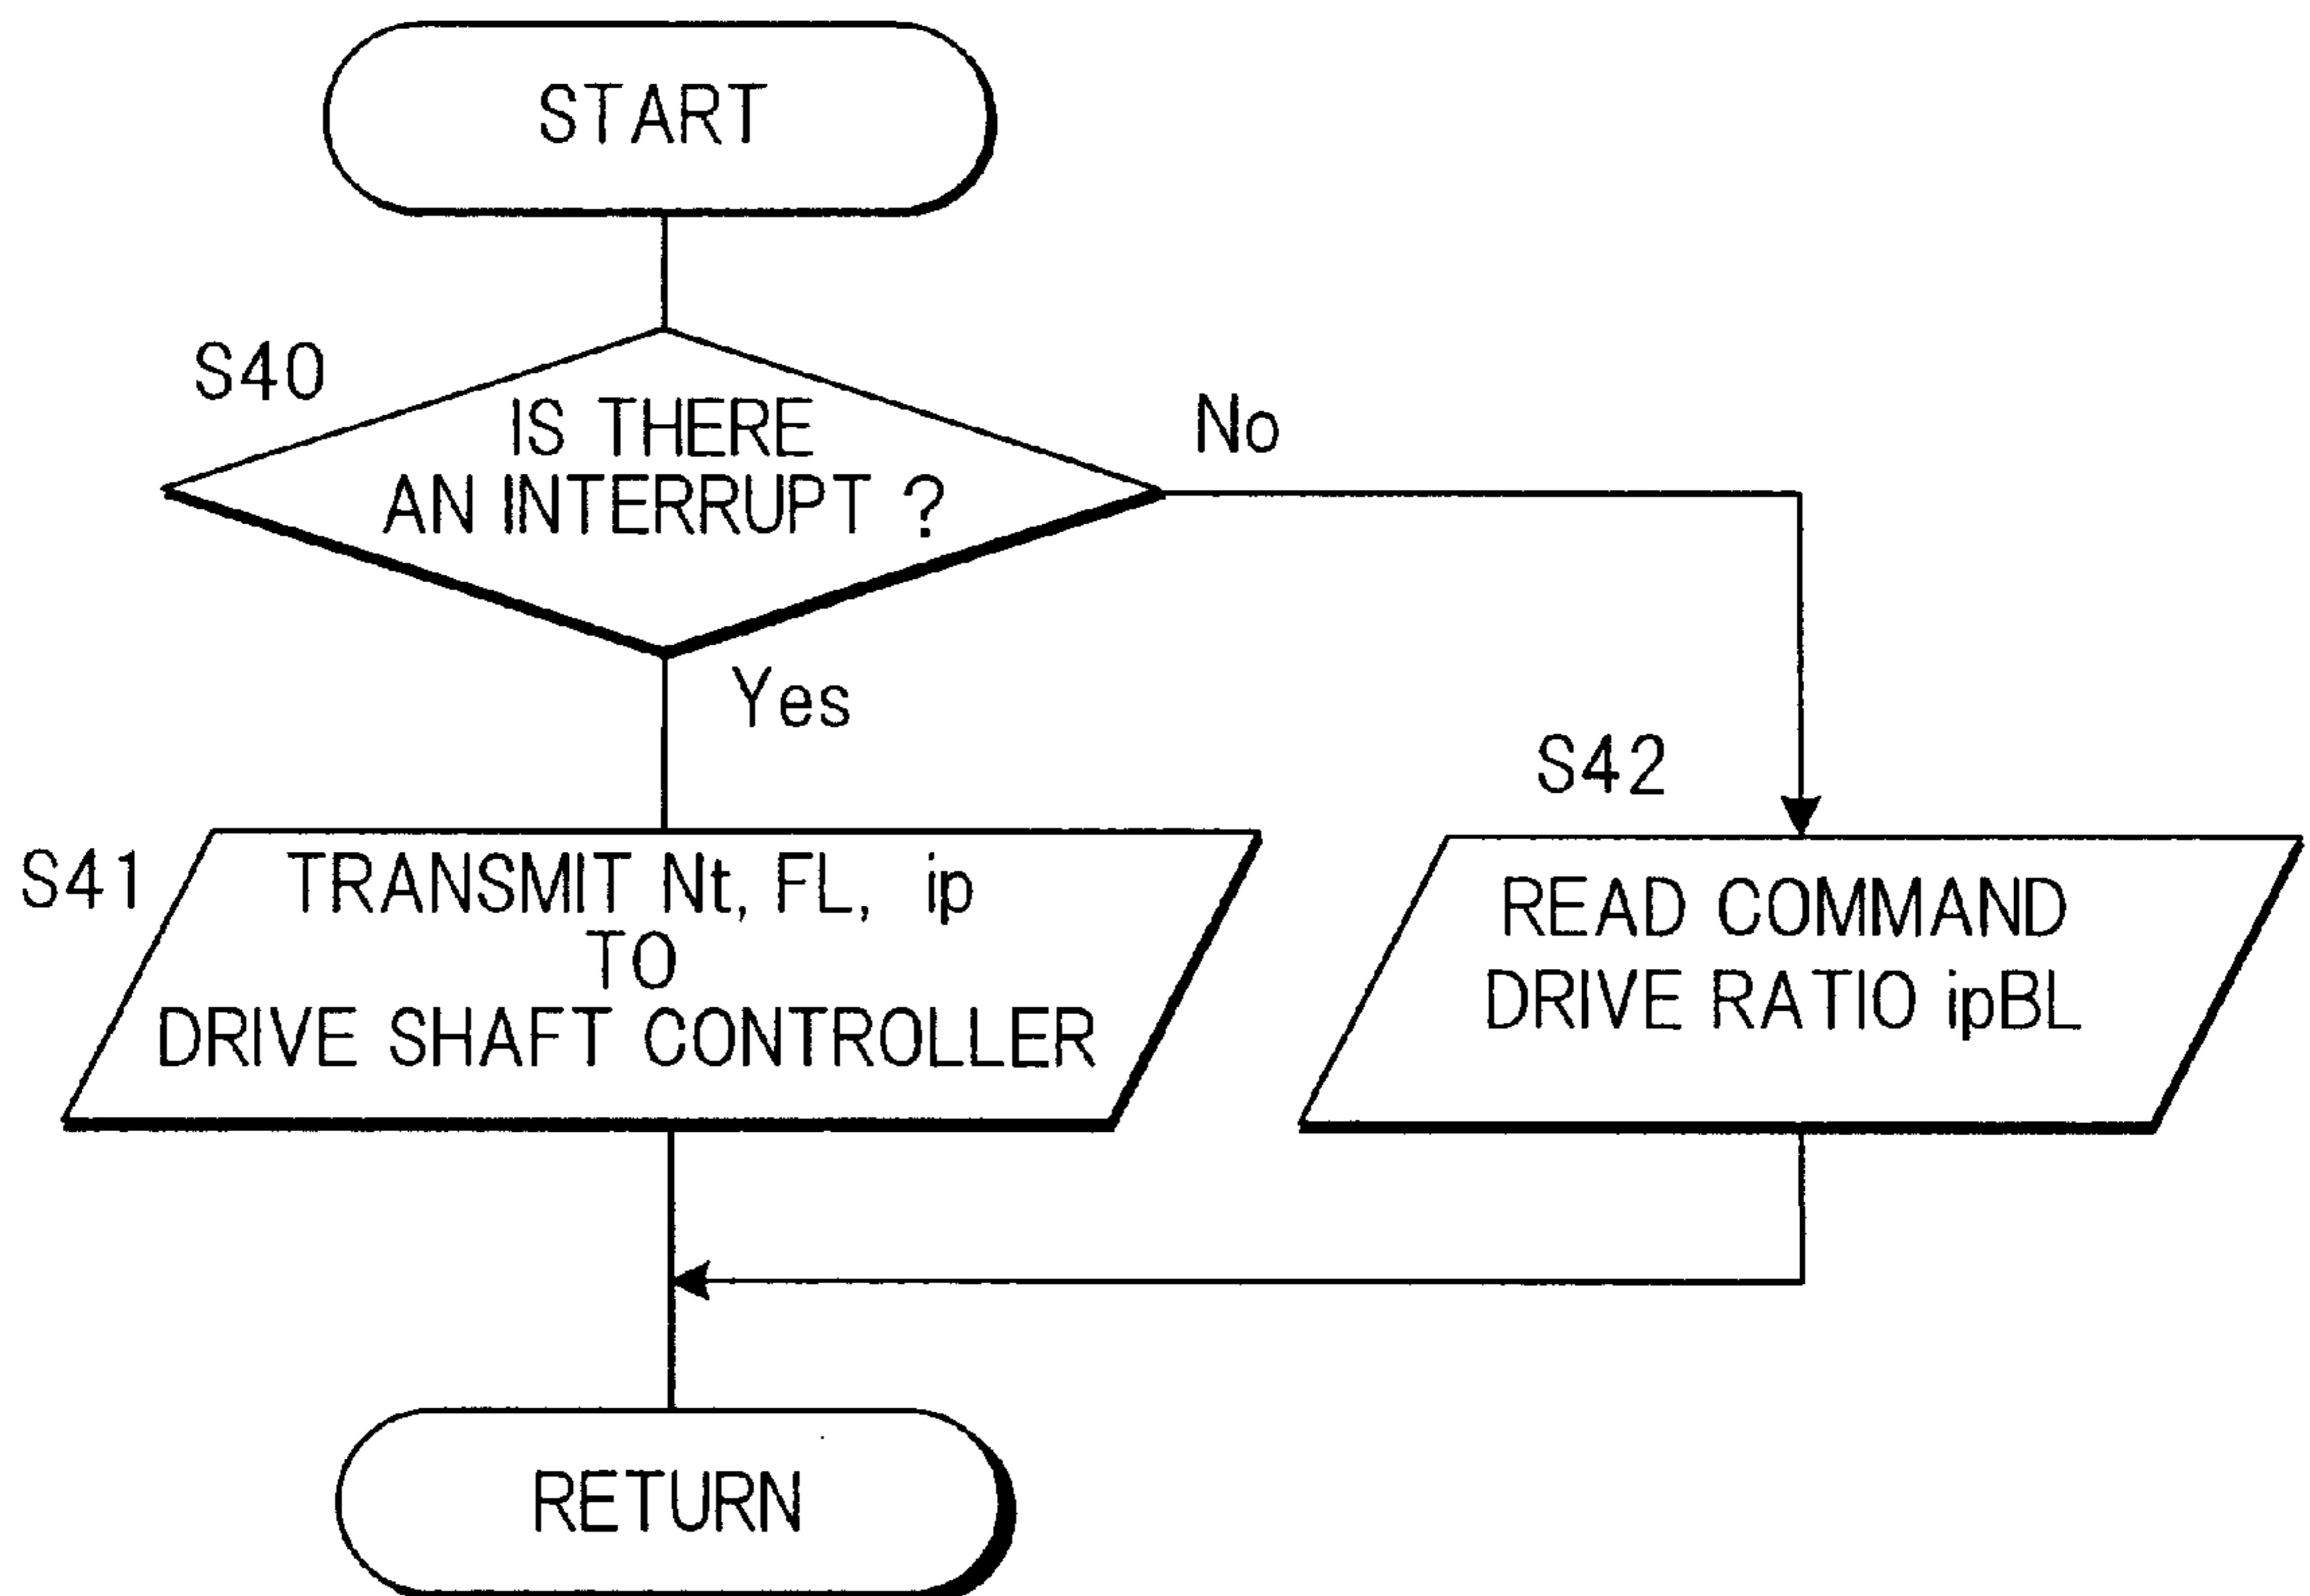 START
S40
IS THERE
AN INTERRUPT ?
No
Yes
S41
TRANSMIT Nt, FL, ip
TO
DRIVE SHAFT CONTROLLER
S42
READ COMMAND
DRIVE RATIO ipBL
RETURN